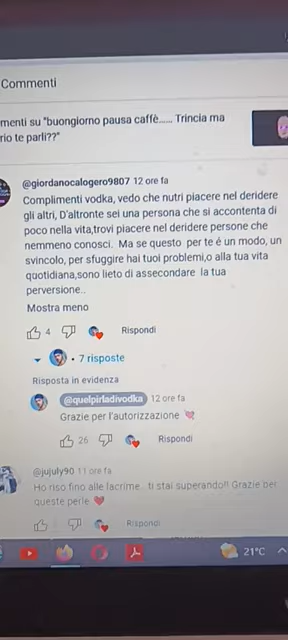 Commenti
menti su "buongiorno pausa caffè...... Trincia ma
rio te parli??"
@giordanocalogero9807 12 ore fa
Complimenti vodka, vedo che nutri piacere nel deridere
gli altri, D'altronte sei una persona che si accontenta di
poco nella vita,trovi piacere nel deridere persone che
nemmeno conosci. Ma se questo per te é un modo, un
svincolo, per sfuggire hai tuoi problemi,o alla tua vita
quotidiana,sono lieto di assecondare la tua
perversione..
Mostra meno
4 Rispondi
• 7 risposte
Risposta in evidenza
@quelpirladivodka 12 ore fa
Grazie per l'autorizzazione 💘
26 Rispondi
@jujuly90 11 ore fa
Ho riso fino alle lacrime.. ti stai superando!! Grazie per
queste perle ❤️
Rispondi
21°C